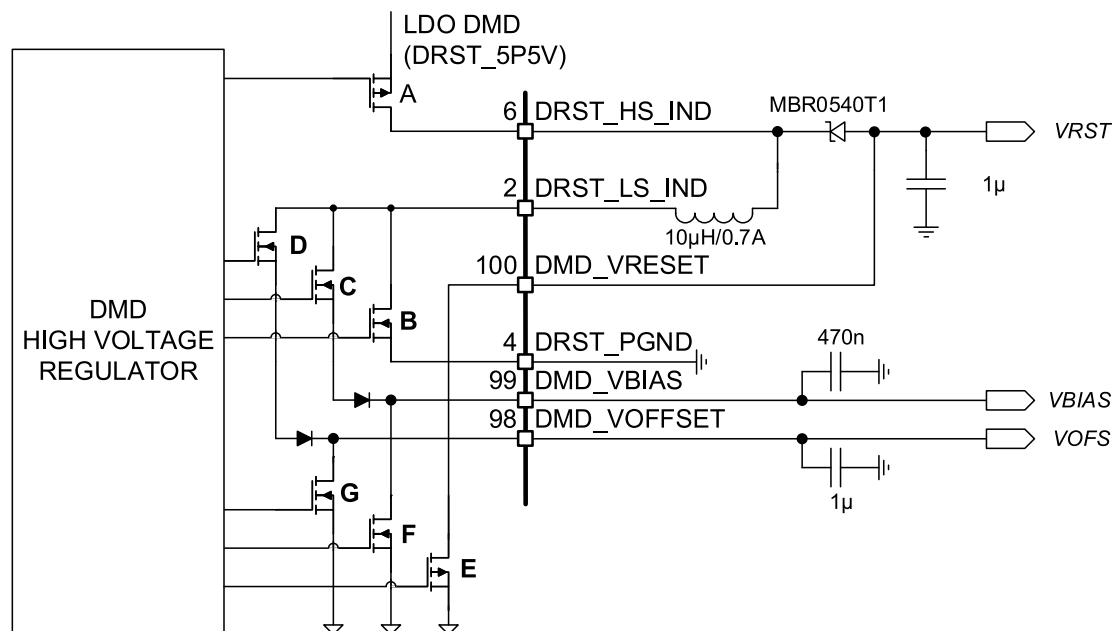 LDO DMD
(DRST_5P5V)
A
6 DRST_HS_IND
MBR0540T1
VRST
1µ
2 DRST_LS_IND
10µH/0.7A
D
C
B
100 DMD_VRESET
DMD
HIGH VOLTAGE
REGULATOR
4 DRST_PGND
470n
99 DMD_VBIAS
VBIAS
98 DMD_VOFFSET
VOFS
1µ
G
F
E